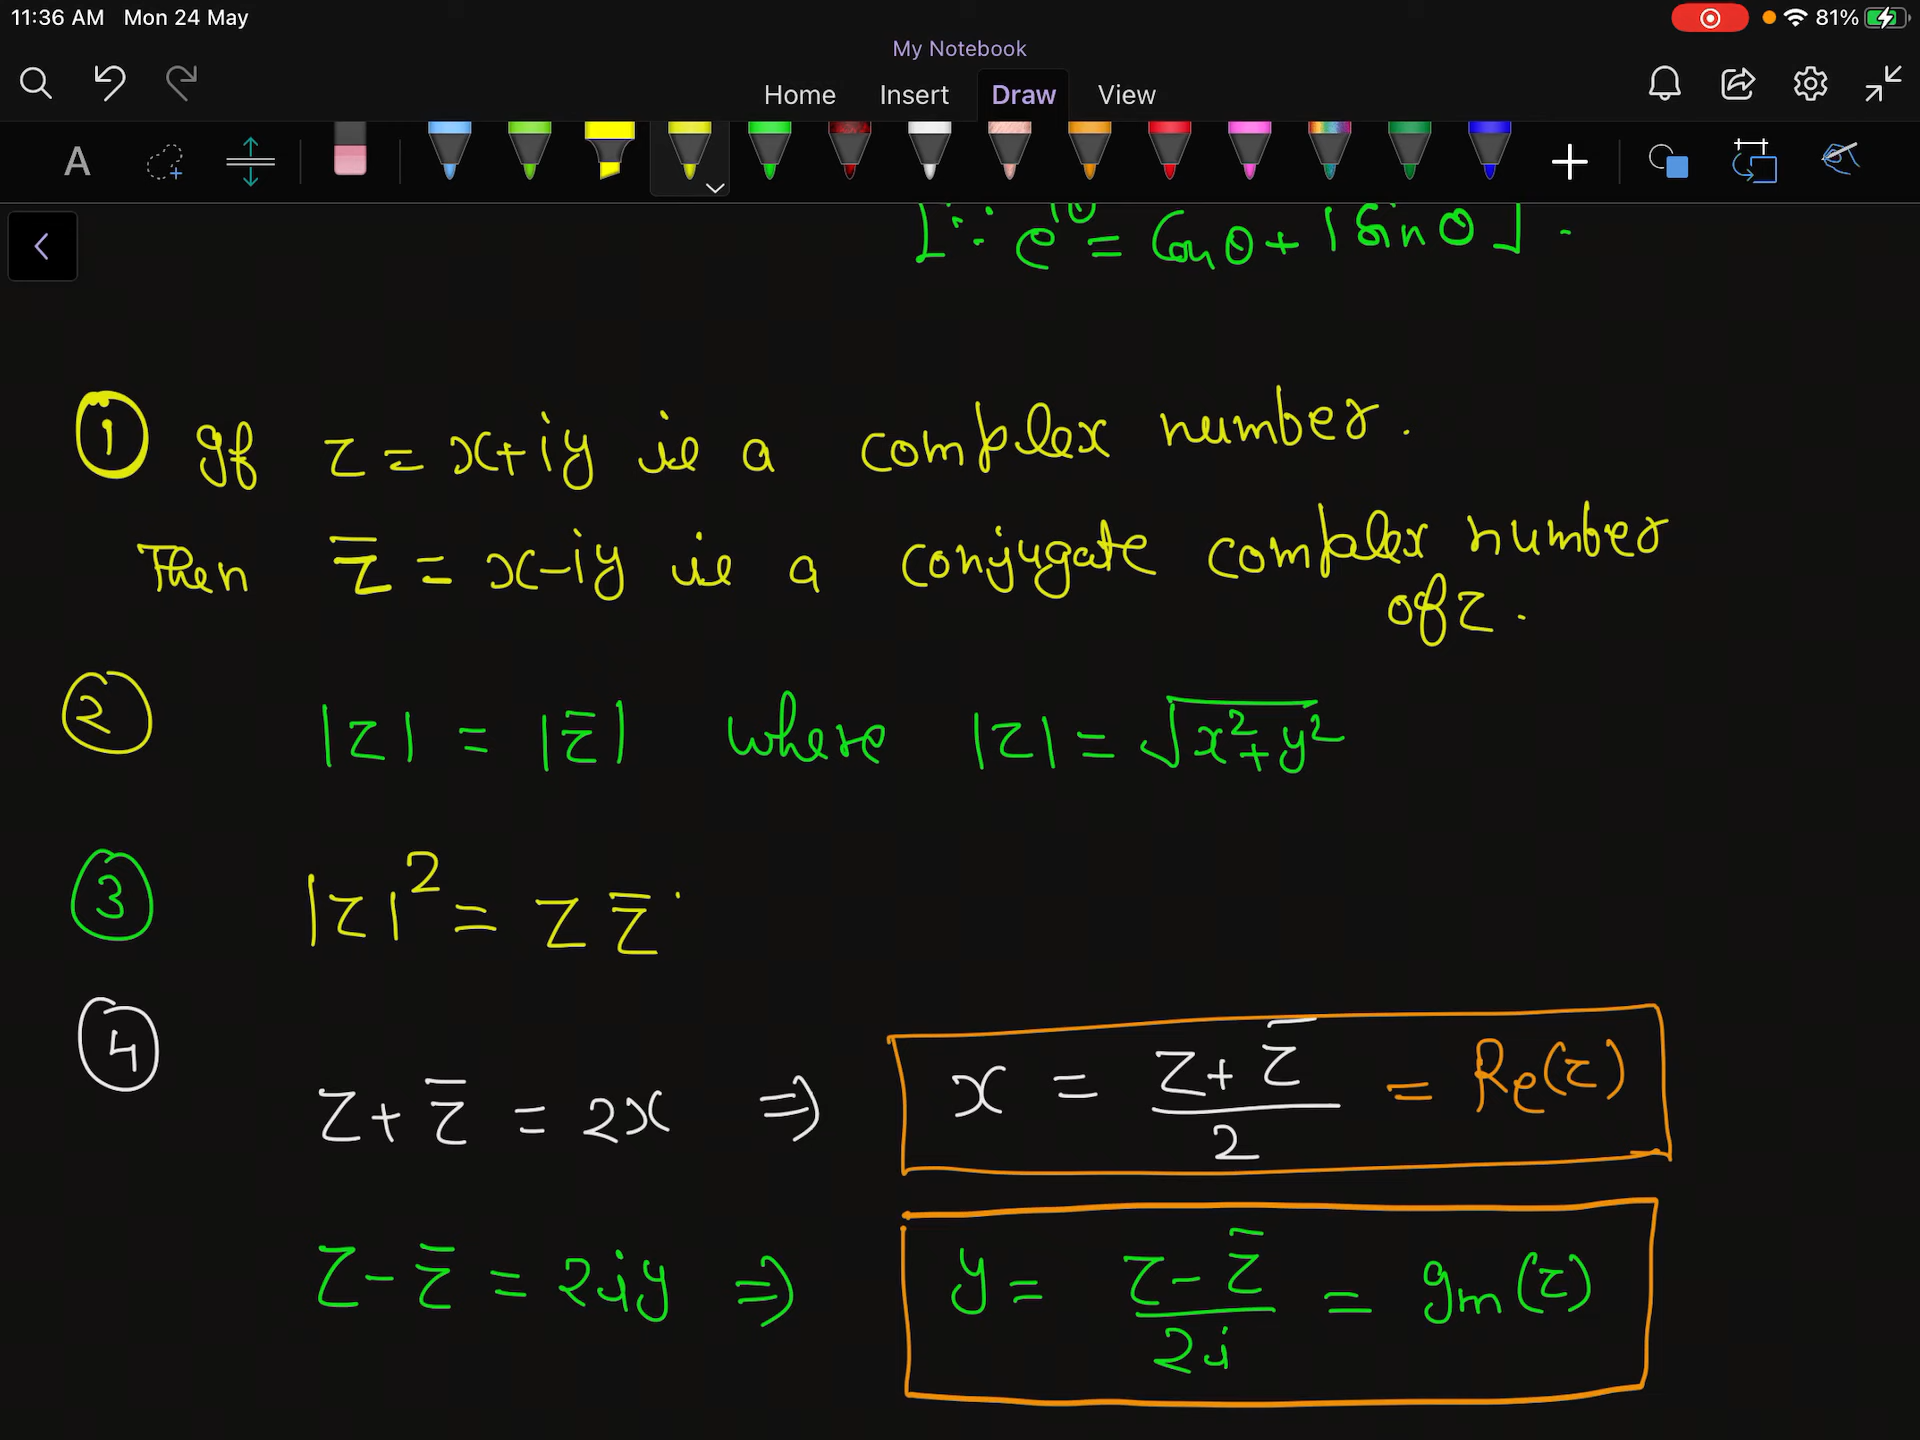 11:36 AM Mon 24 May
81%
My Notebook
Home Insert Draw View
A
[∵ e^iθ = Cos θ + i Sin θ] .
① If z = x+iy is a complex number.
Then z̄ = x-iy is a conjugate complex number
of z .
② |z| = |z̄| where |z| = √(x²+y²)
③ |z|² = z z̄
④
z + z̄ = 2x ⇒ x = (z + z̄)/2 = Re(z)
z - z̄ = 2iy ⇒ y = (z - z̄)/2i = Im(z)